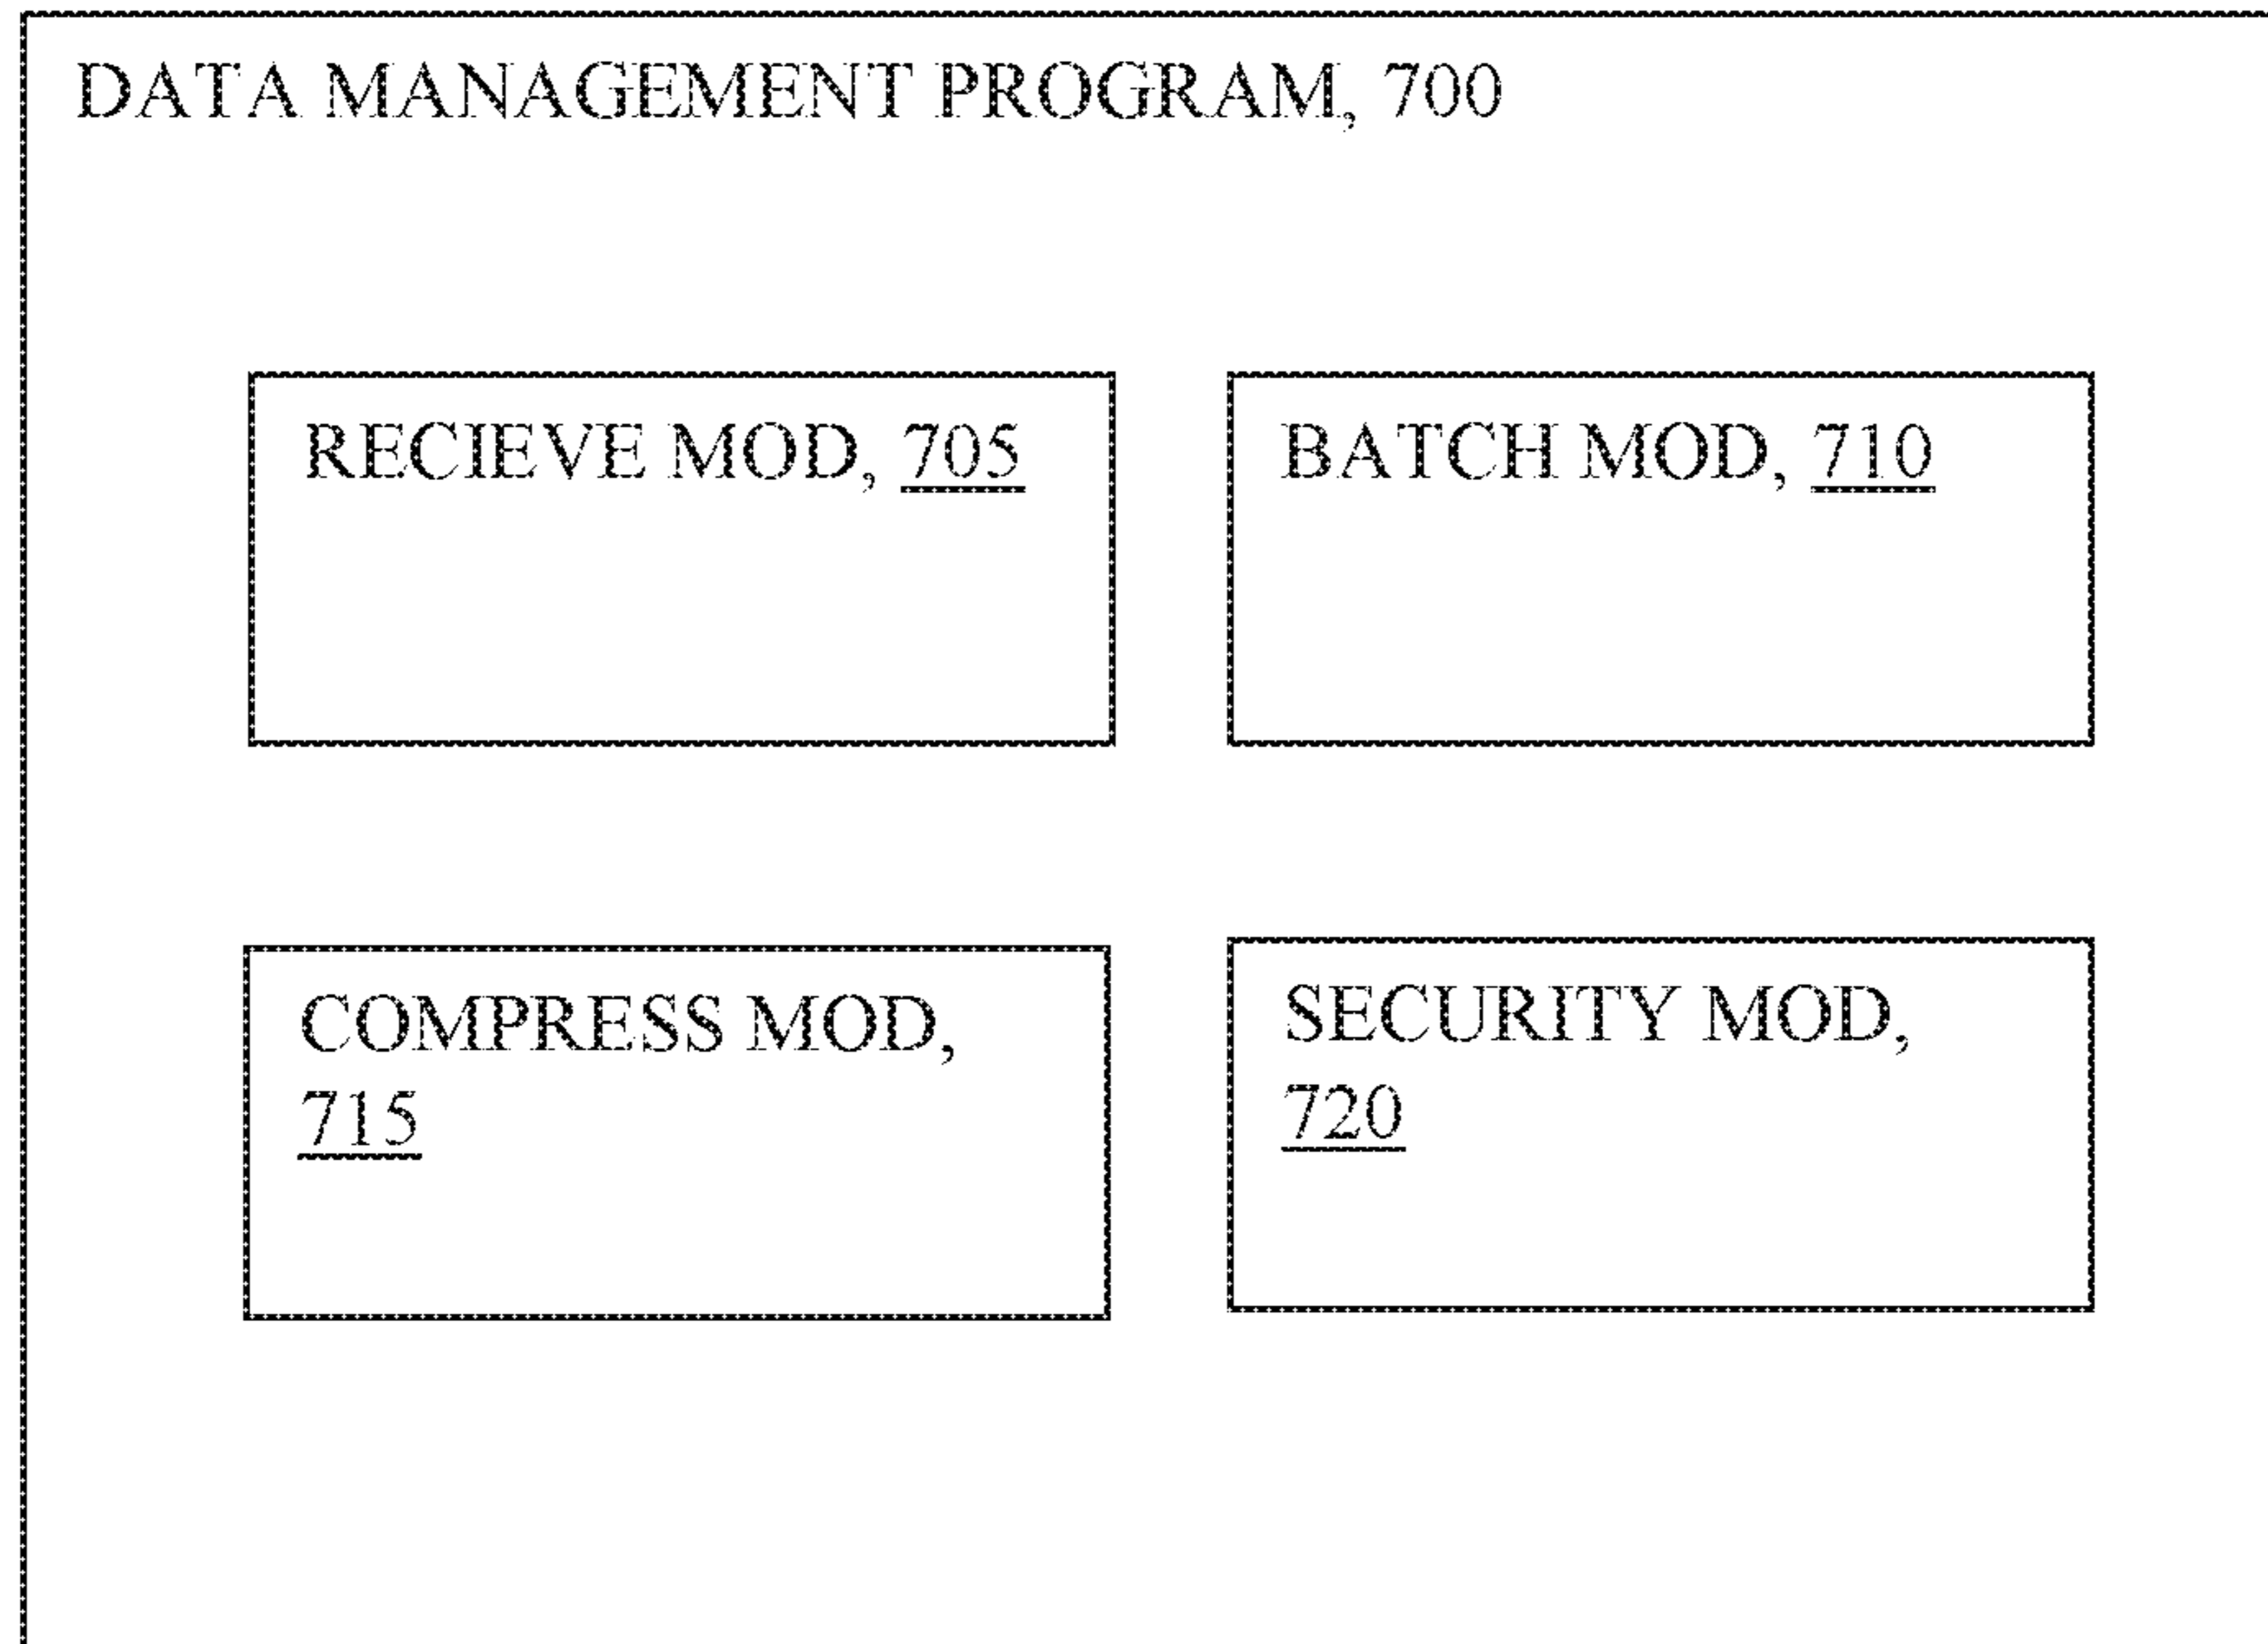 DATA MANAGEMENT PROGRAM, 700
RECIEVE MOD, 705
BATCH MOD, 710
COMPRESS MOD,
715
SECURITY MOD,
720